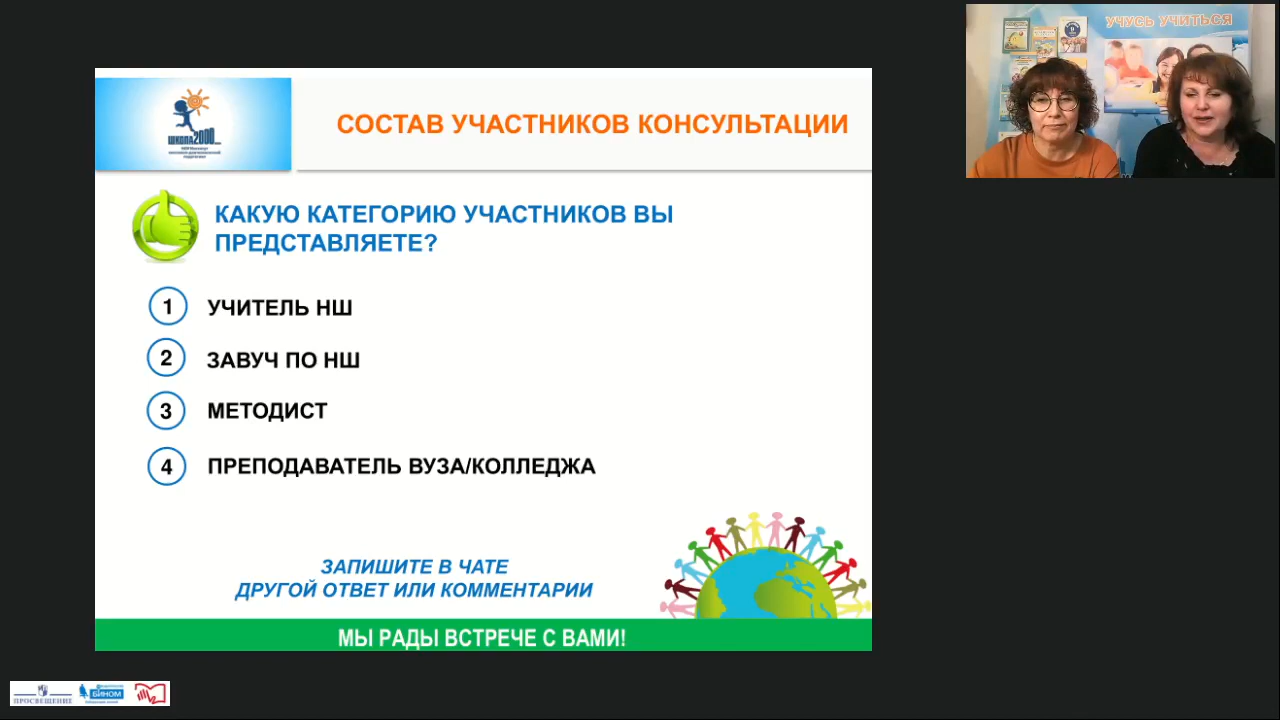 УЧУСЬ УЧИТЬСЯ
ШКОЛА2000...
СОСТАВ УЧАСТНИКОВ КОНСУЛЬТАЦИИ
КАКУЮ КАТЕГОРИЮ УЧАСТНИКОВ ВЫ
ПРЕДСТАВЛЯЕТЕ?
1 УЧИТЕЛЬ НШ
2 ЗАВУЧ ПО НШ
3 МЕТОДИСТ
4 ПРЕПОДАВАТЕЛЬ ВУЗА/КОЛЛЕДЖА
ЗАПИШИТЕ В ЧАТЕ
ДРУГОЙ ОТВЕТ ИЛИ КОММЕНТАРИИ
МЫ РАДЫ ВСТРЕЧЕ С ВАМИ!
ПРОСВЕЩЕНИЕ
БИНОМ